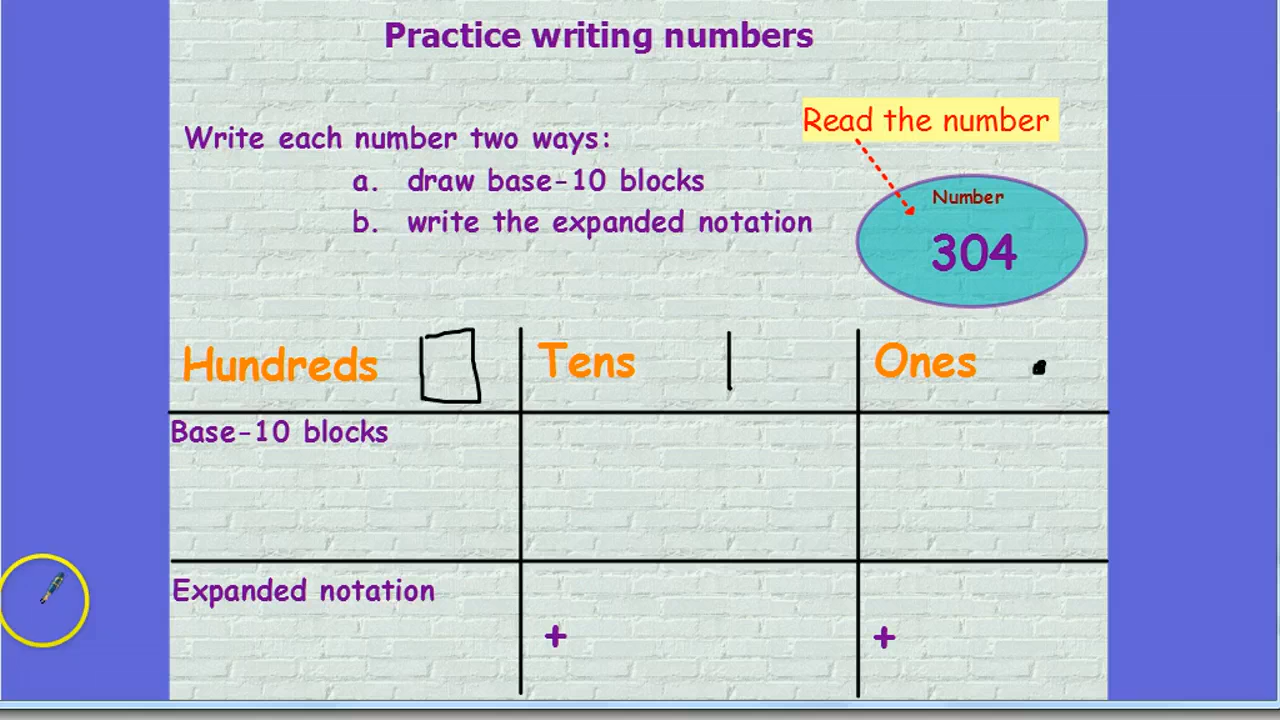 Practice writing numbers
Read the number
Write each number two ways:
a. draw base-10 blocks
b. write the expanded notation
Number
304
Hundreds Tens Ones
Base-10 blocks
Expanded notation
+ +